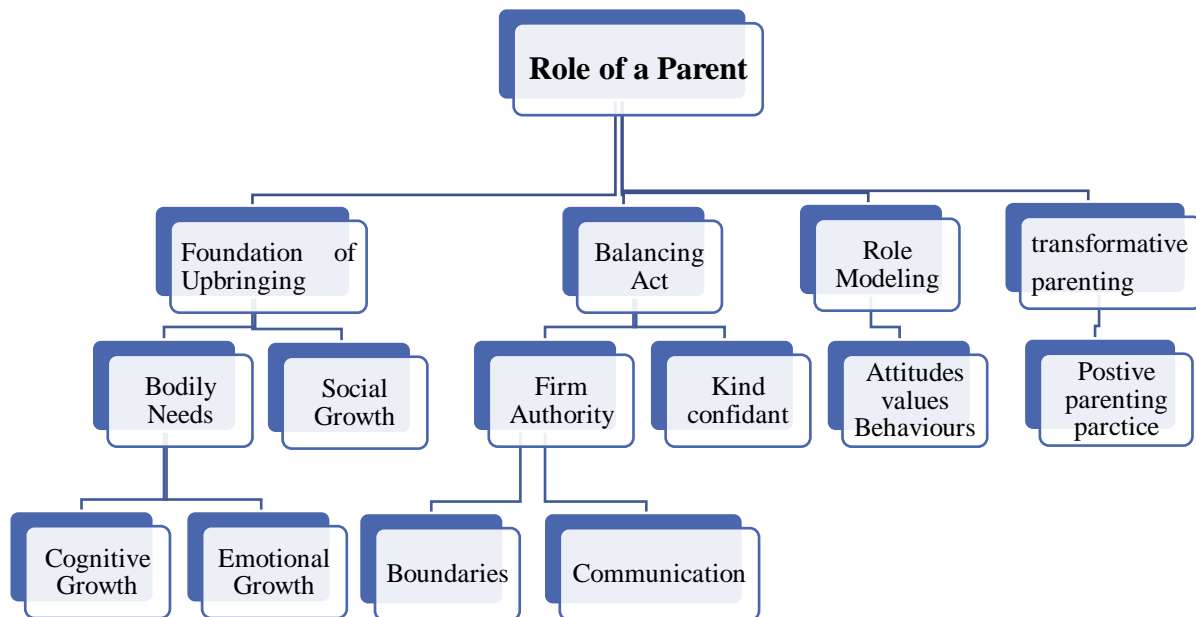 Role of a Parent
Foundation of
Upbringing
Balancing
Act
Role
Modeling
transformative
parenting
Bodily
Needs
Social
Growth
Firm
Authority
Kind
confidant
Attitudes
values
Behaviours
Postive
parenting
parctice
Cognitive
Growth
Emotional
Growth
Boundaries
Communication